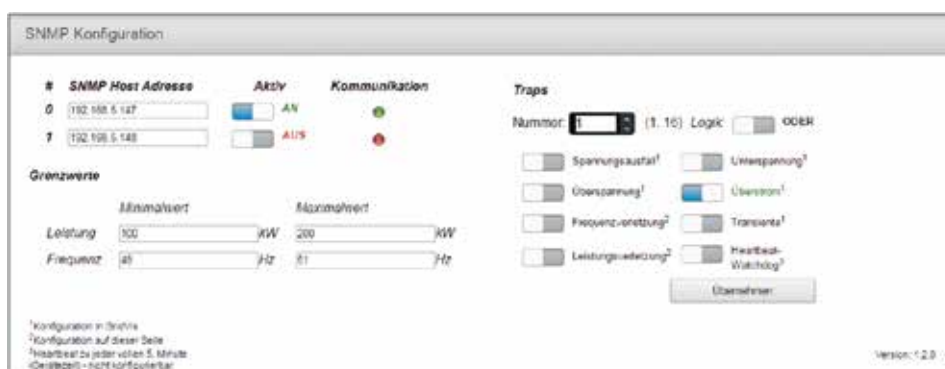 SNMP Konfiguration
# SNMP Host Adresse Aktiv Kommunikation
0 192.168.5.147 AN
1 192.168.5.148 AUS
Grenzwerte
Minimalwert Maximalwert
Leistung 100 kW 200 kW
Frequenz Hz 51 Hz
Traps
Nummer: 1 (1..16) Logik: ODER
Spannungsausfall¹ Unterspannung¹
Überspannung¹ Überstrom¹
Frequenzverletzung² Transiente¹
Leistungsverletzung² Heartbeat-
Watchdog³
Übernehmen
¹Konfiguration in GridVis
²Konfiguration auf dieser Seite
³Heartbeat zu jeder vollen 5. Minute
(Gerätezeit) - nicht konfigurierbar
Version: 1.2.0